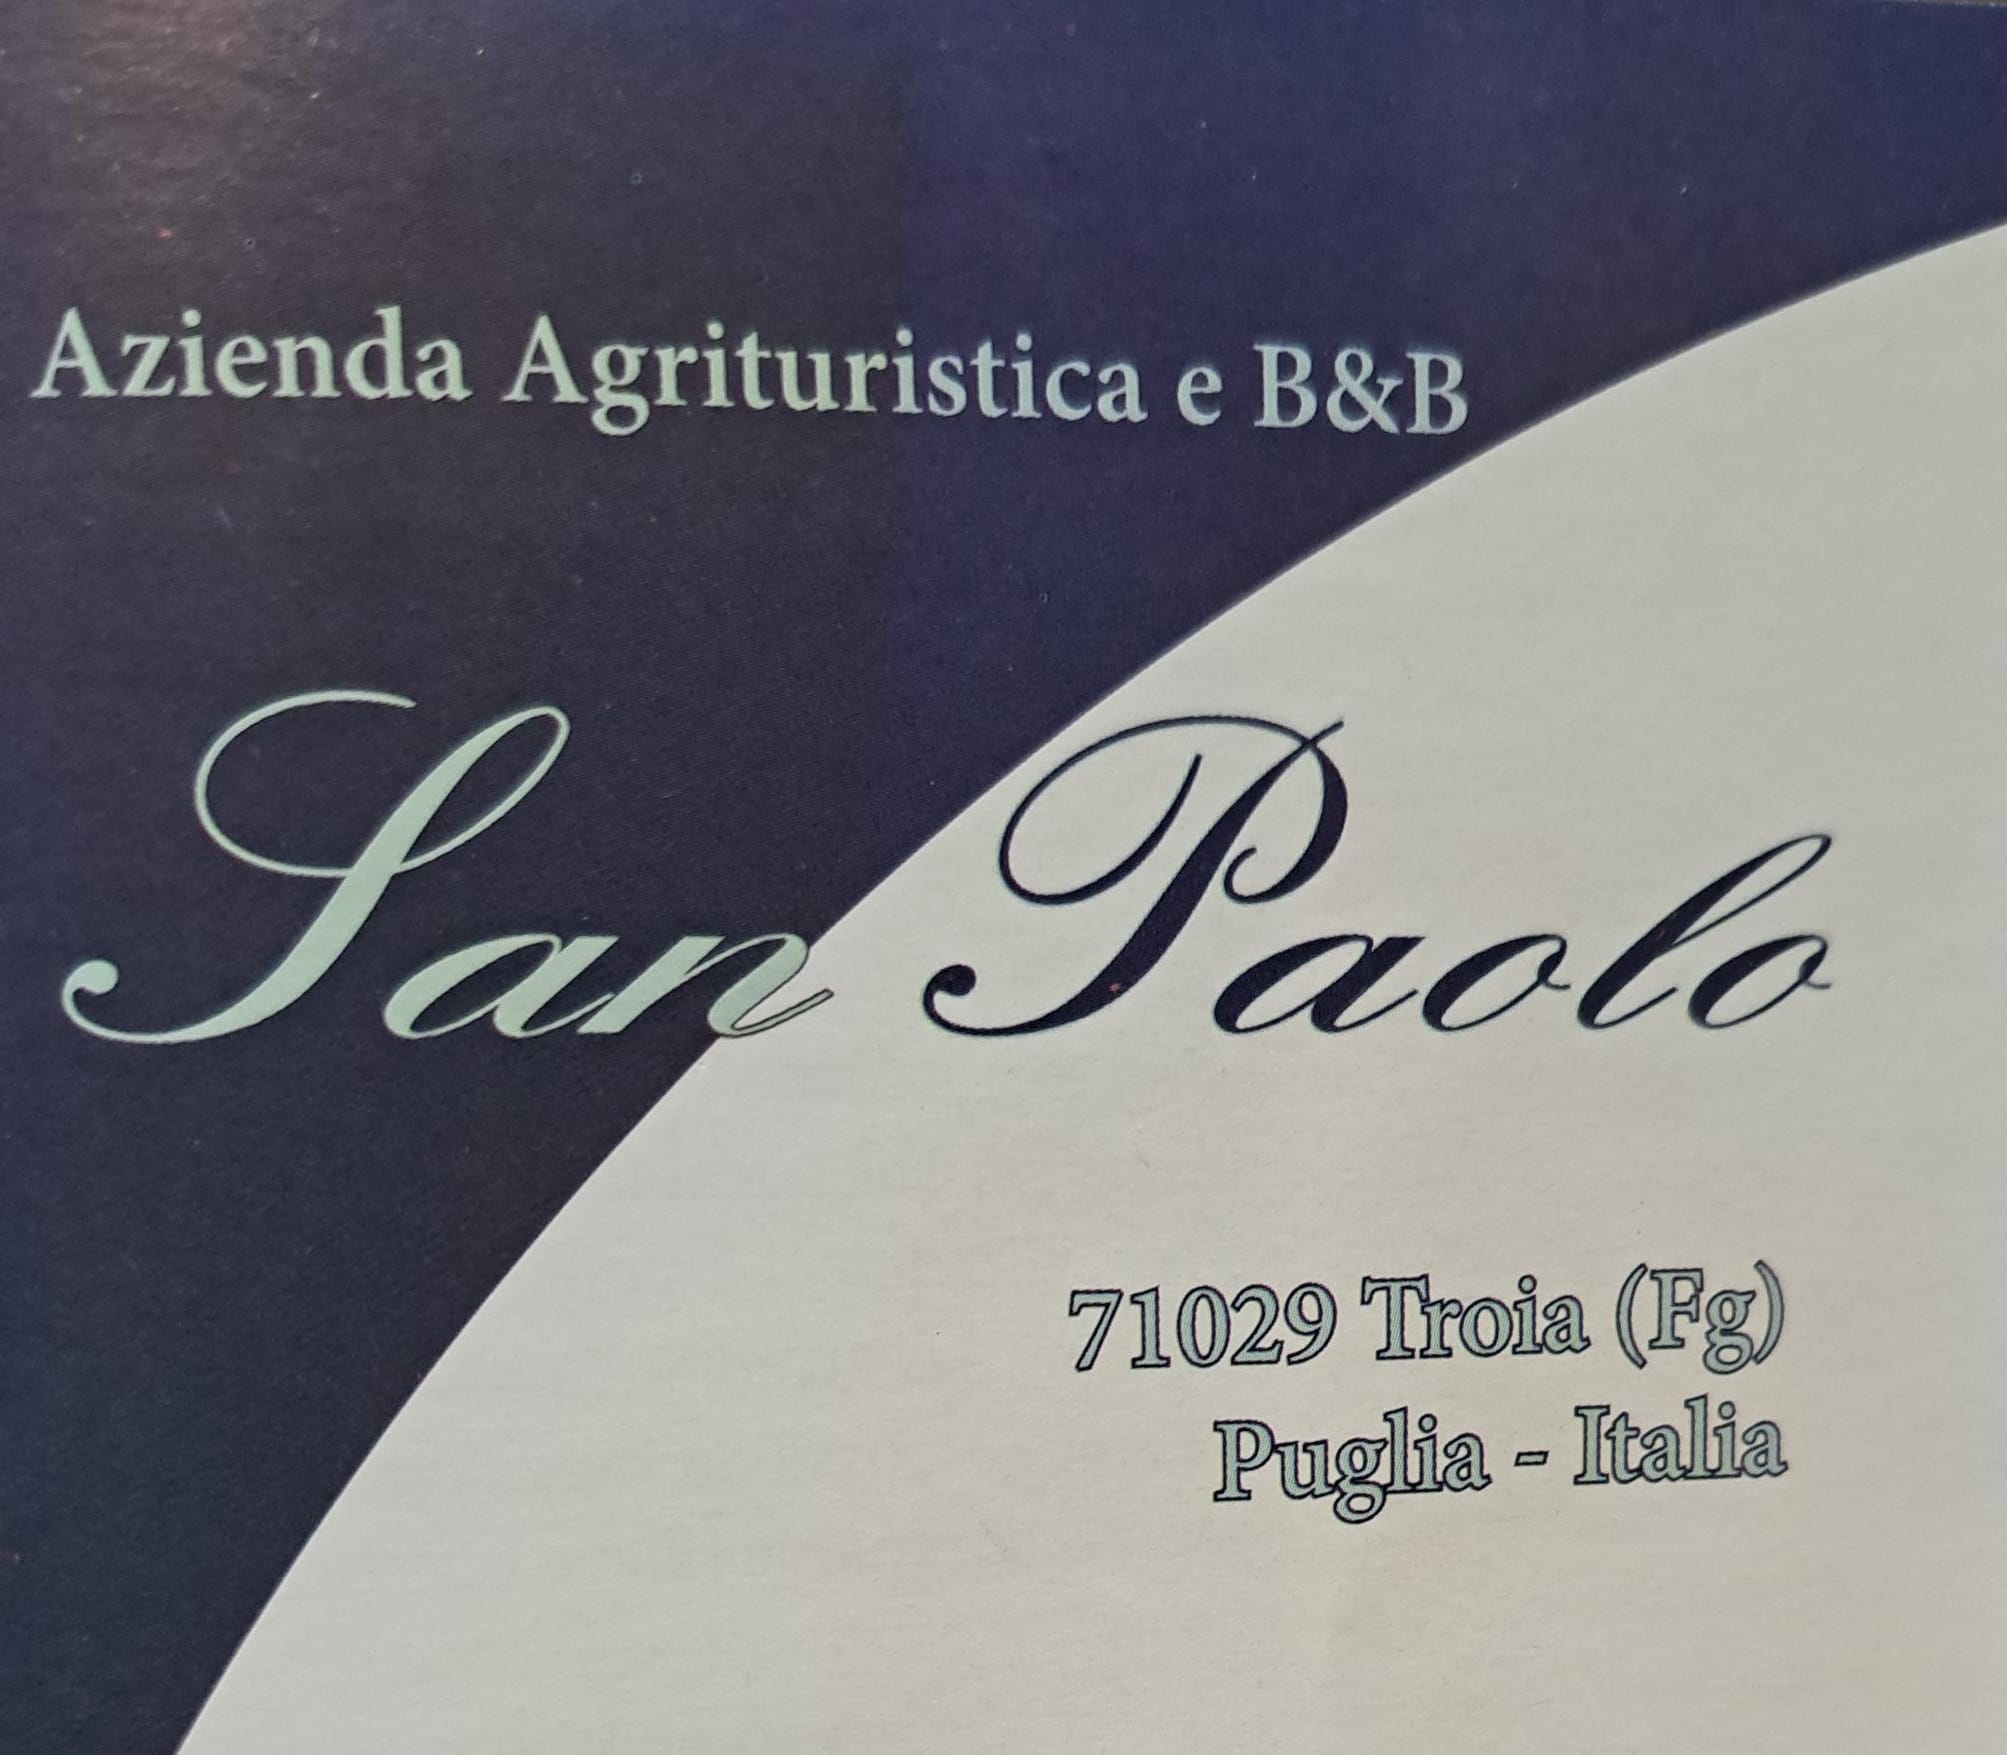 Azienda Agrituristica e B&B
San Paolo
71029 Troia (Fg)
Puglia - Italia